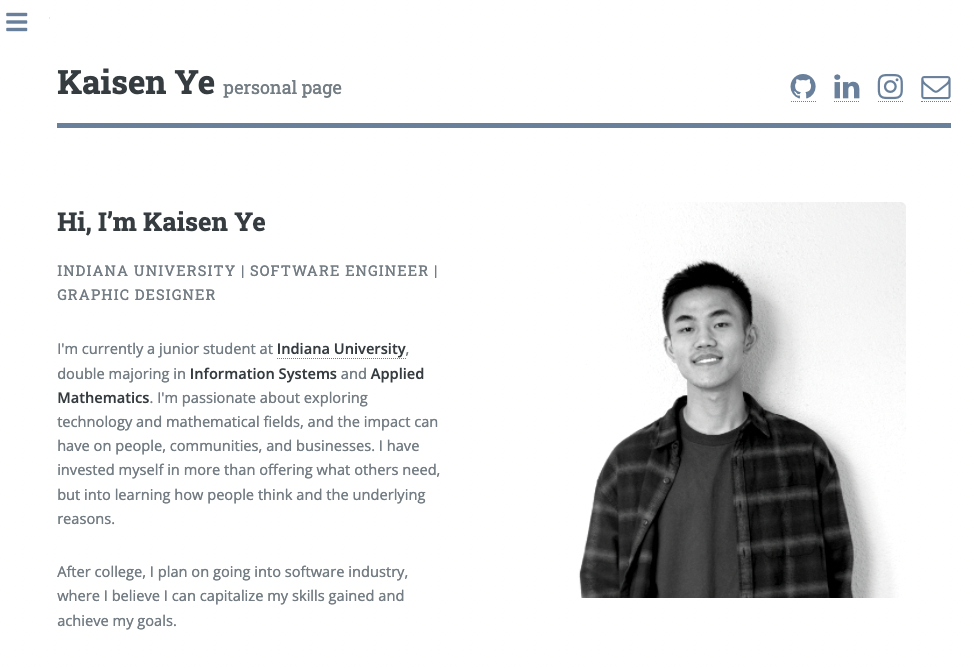 Kaisen Ye personal page
Hi, I’m Kaisen Ye
INDIANA UNIVERSITY | SOFTWARE ENGINEER |
GRAPHIC DESIGNER
I'm currently a junior student at Indiana University,
double majoring in Information Systems and Applied
Mathematics. I'm passionate about exploring
technology and mathematical fields, and the impact can
have on people, communities, and businesses. I have
invested myself in more than offering what others need,
but into learning how people think and the underlying
reasons.
After college, I plan on going into software industry,
where I believe I can capitalize my skills gained and
achieve my goals.